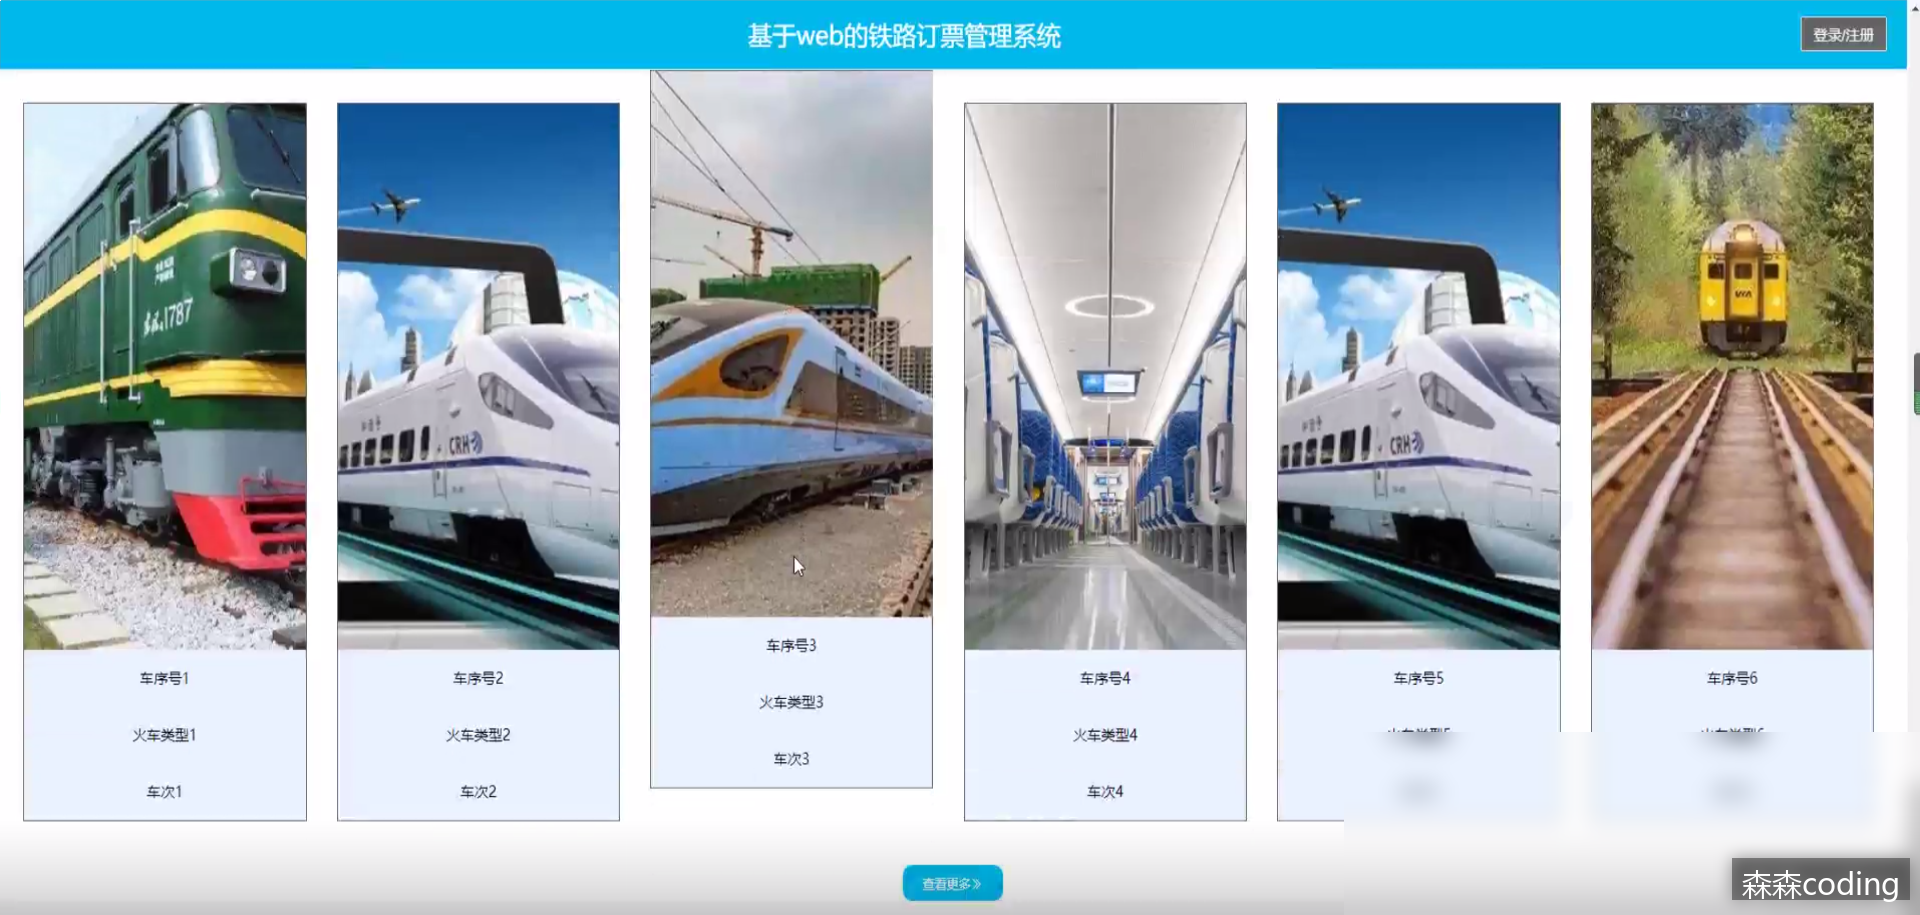 基于web的铁路订票管理系统
登录/注册
1787
CRH
CRH
车序号1
火车类型1
车次1
车序号2
火车类型2
车次2
车序号3
火车类型3
车次3
车序号4
火车类型4
车次4
车序号5
车序号6
查看更多》
森森coding